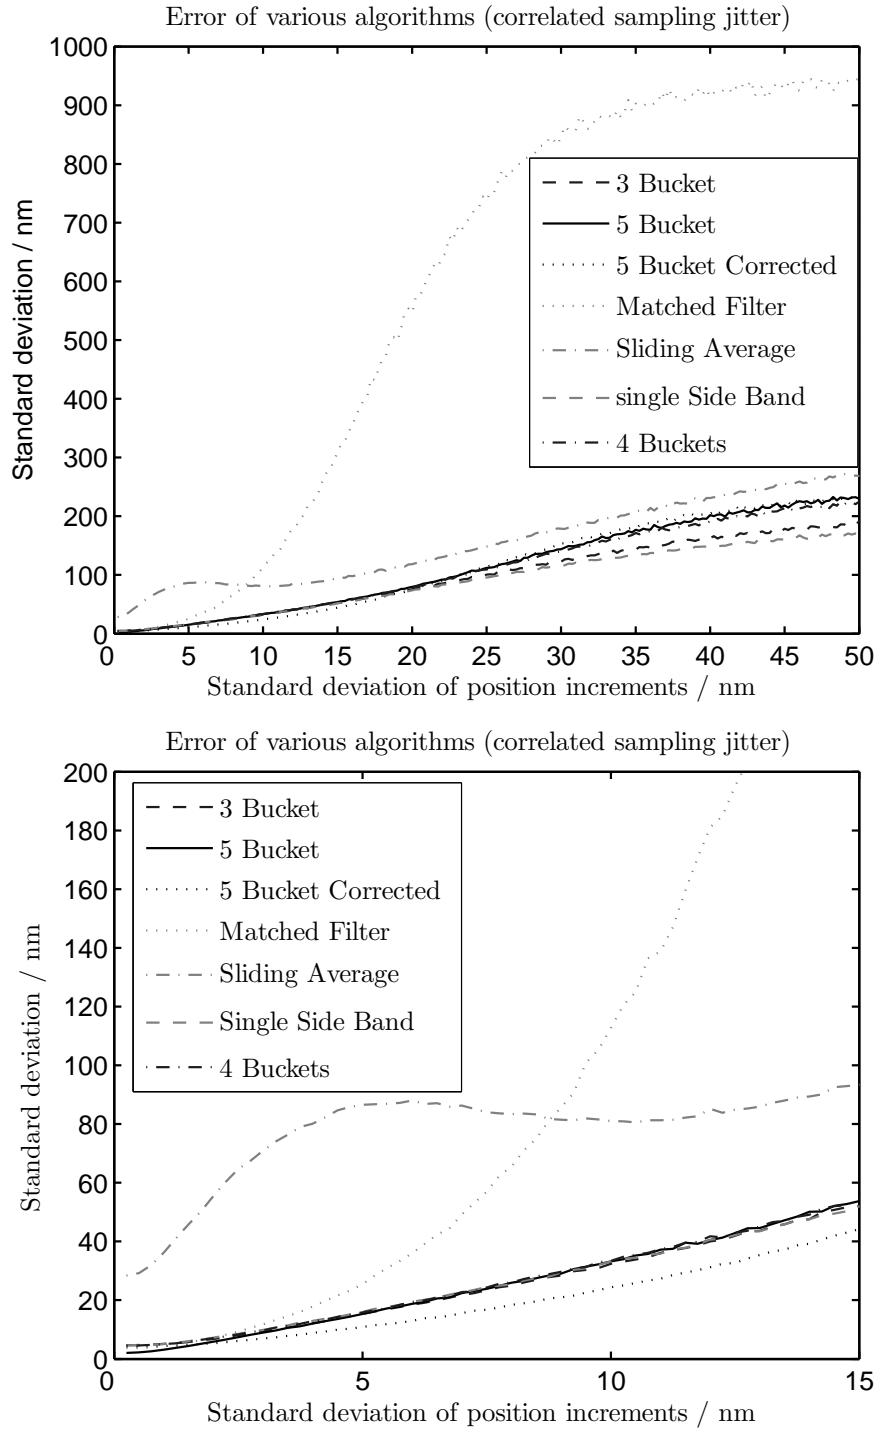 Error of various algorithms (correlated sampling jitter)
1000
900
800
700
600
500
400
300
200
100
0
Standard deviation / nm
3 Bucket
5 Bucket
5 Bucket Corrected
Matched Filter
Sliding Average
single Side Band
4 Buckets
0 5 10 15 20 25 30 35 40 45 50
Standard deviation of position increments / nm
Error of various algorithms (correlated sampling jitter)
200
180
160
140
120
100
80
60
40
20
0
Standard deviation / nm
3 Bucket
5 Bucket
5 Bucket Corrected
Matched Filter
Sliding Average
Single Side Band
4 Buckets
0 5 10 15
Standard deviation of position increments / nm